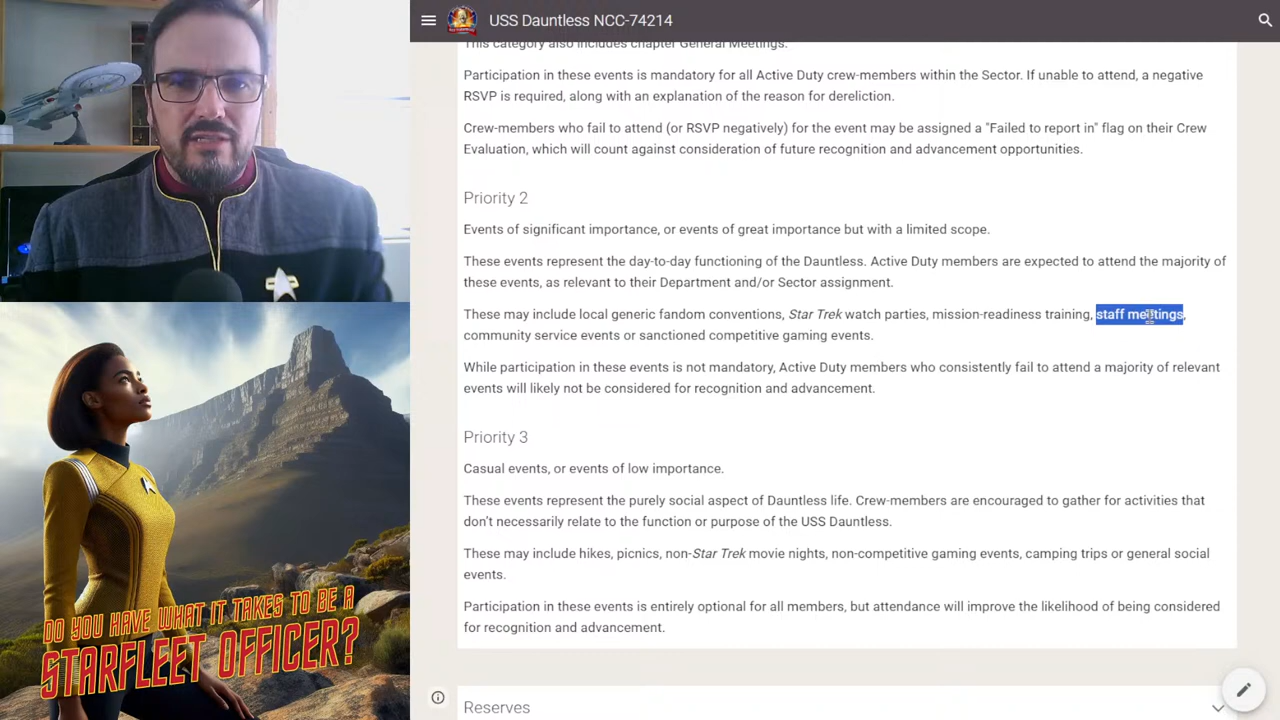 USS Dauntless NCC-74214
This category also includes chapter General Meetings.
Participation in these events is mandatory for all Active Duty crew-members within the Sector. If unable to attend, a negative
RSVP is required, along with an explanation of the reason for dereliction.
Crew-members who fail to attend (or RSVP negatively) for the event may be assigned a "Failed to report in" flag on their Crew
Evaluation, which will count against consideration of future recognition and advancement opportunities.
Priority 2
Events of significant importance, or events of great importance but with a limited scope.
These events represent the day-to-day functioning of the Dauntless. Active Duty members are expected to attend the majority of
these events, as relevant to their Department and/or Sector assignment.
These may include local generic fandom conventions, Star Trek watch parties, mission-readiness training, staff meetings,
community service events or sanctioned competitive gaming events.
While participation in these events is not mandatory, Active Duty members who consistently fail to attend a majority of relevant
events will likely not be considered for recognition and advancement.
Priority 3
Casual events, or events of low importance.
These events represent the purely social aspect of Dauntless life. Crew-members are encouraged to gather for activities that
don't necessarily relate to the function or purpose of the USS Dauntless.
These may include hikes, picnics, non-Star Trek movie nights, non-competitive gaming events, camping trips or general social
events.
Participation in these events is entirely optional for all members, but attendance will improve the likelihood of being considered
for recognition and advancement.
Reserves
DO YOU HAVE WHAT IT TAKES TO BE A
STARFLEET OFFICER?